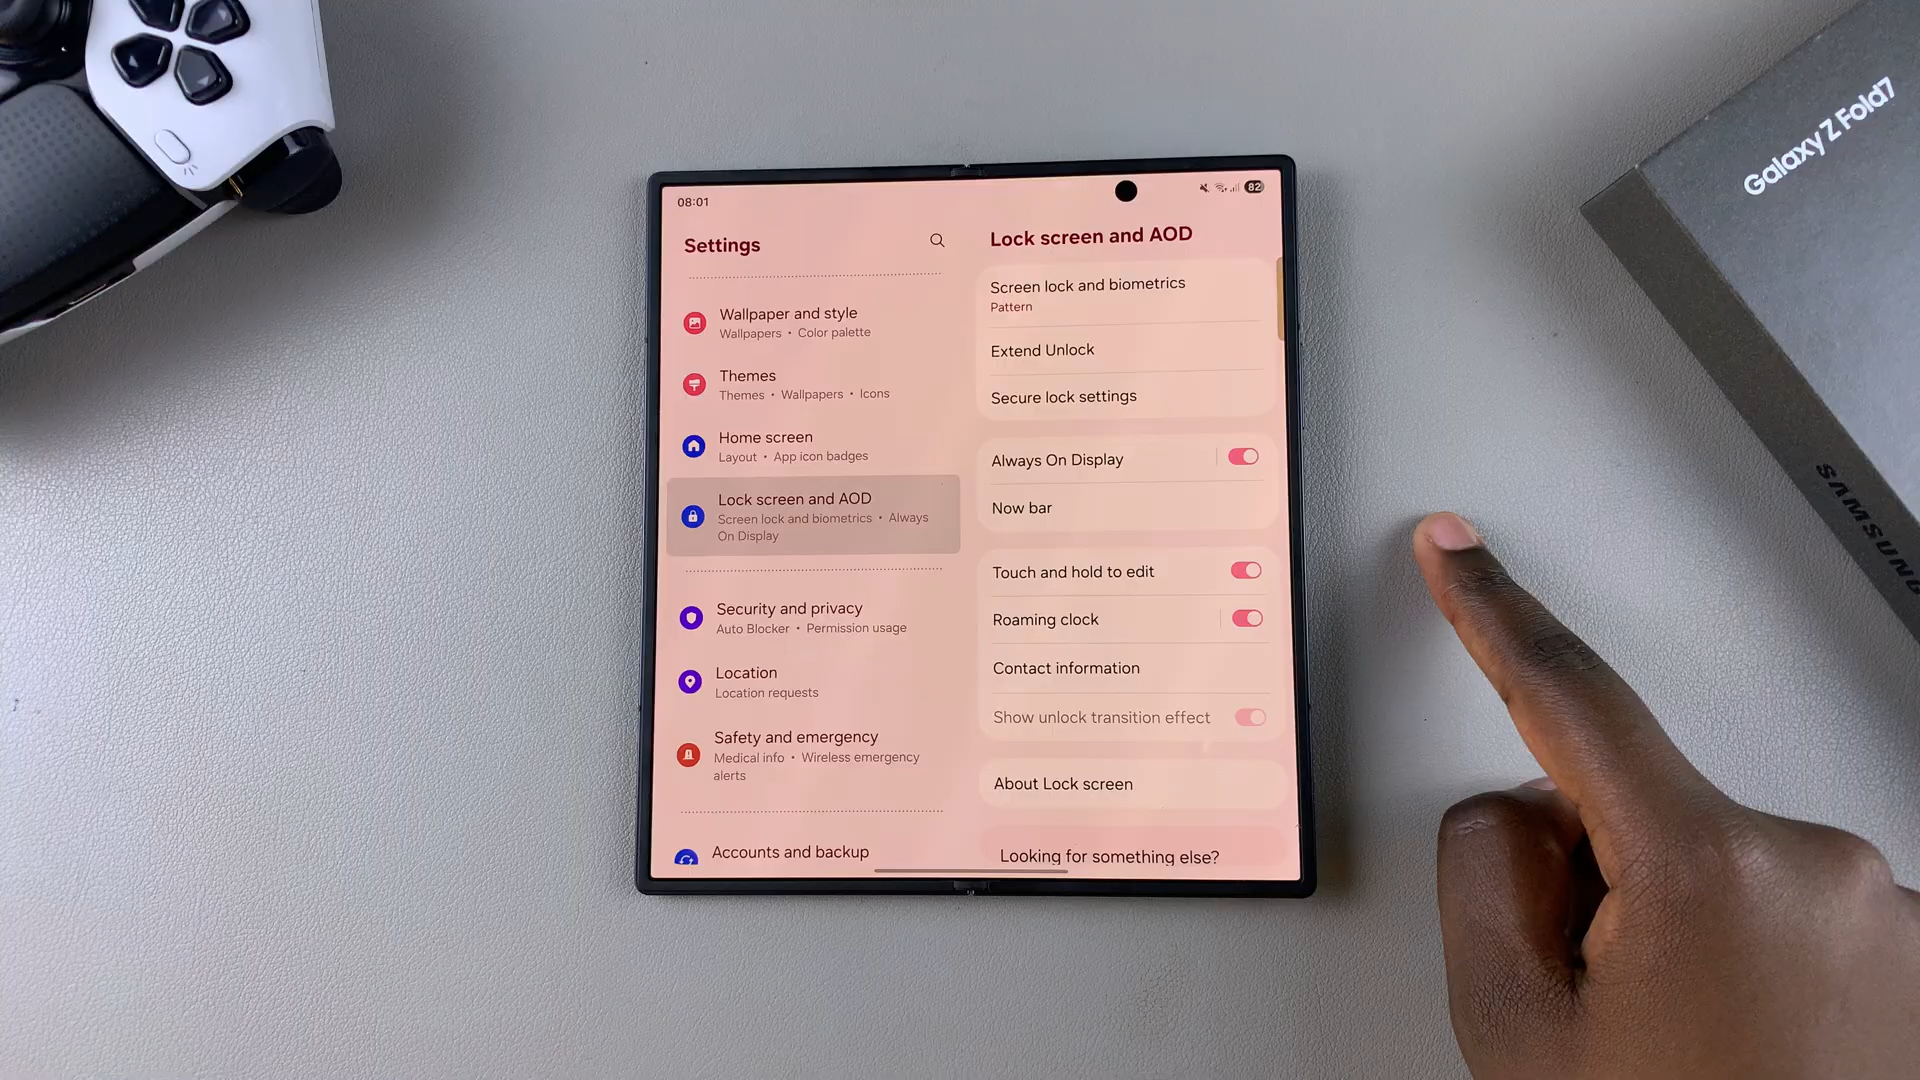 08:01
82
Settings
Wallpaper and style
Wallpapers • Color palette
Themes
Themes • Wallpapers • Icons
Home screen
Layout • App icon badges
Lock screen and AOD
Screen lock and biometrics • Always
On Display
Security and privacy
Auto Blocker • Permission usage
Location
Location requests
Safety and emergency
Medical info • Wireless emergency
alerts
Accounts and backup
Lock screen and AOD
Screen lock and biometrics
Pattern
Extend Unlock
Secure lock settings
Always On Display
Now bar
Touch and hold to edit
Roaming clock
Contact information
Show unlock transition effect
About Lock screen
Looking for something else?
Galaxy Z Fold7
SAMSUNG